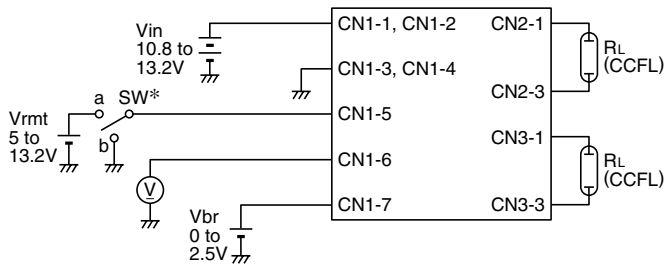 Vin
10.8 to
13.2V
CN1-1, CN1-2
CN2-1
RL
(CCFL)
CN1-3, CN1-4
CN2-3
Vrmt
5 to
13.2V
a
SW*
b
CN1-5
CN3-1
V
CN1-6
RL
(CCFL)
Vbr
0 to
2.5V
CN1-7
CN3-3